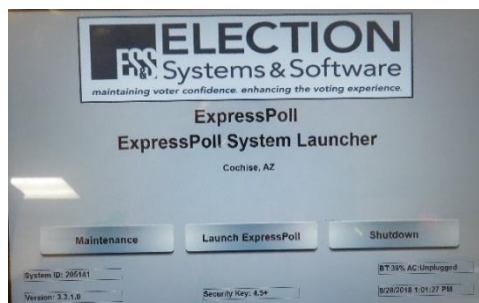 ES&S
ELECTION
Systems & Software
maintaining voter confidence. enhancing the voting experience.
ExpressPoll
ExpressPoll System Launcher
Cochise, AZ
Maintenance
Launch ExpressPoll
Shutdown
System ID: 205141
BT:39% AC:Unplugged
Version: 3.3.1.0
Security Key: 4.5+
8/28/2018 1:01:27 PM